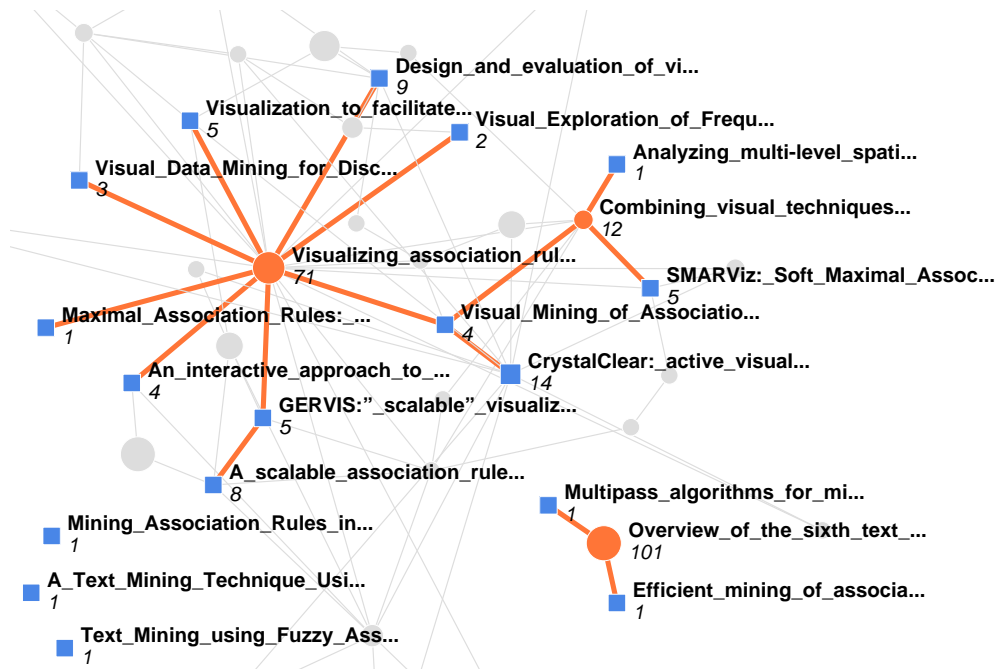 Design_and_evaluation_of_vi...
9
Visualization_to_facilitate...
5
Visual_Exploration_of_Frequ...
2
Analyzing_multi-level_spati...
1
Visual_Data_Mining_for_Disc...
3
Combining_visual_techniques...
12
Visualizing_association_rul...
71
SMARViz:_Soft_Maximal_Assoc...
5
Maximal_Association_Rules:_...
1
Visual_Mining_of_Associatio...
4
CrystalClear:_active_visual...
14
An_interactive_approach_to_...
4
GERVIS:”_scalable”_visualiz...
5
A_scalable_association_rule...
8
Multipass_algorithms_for_mi...
1
Mining_Association_Rules_in...
1
Overview_of_the_sixth_text_...
101
A_Text_Mining_Technique_Usi...
1
Efficient_mining_of_associa...
1
Text_Mining_using_Fuzzy_Ass...
1